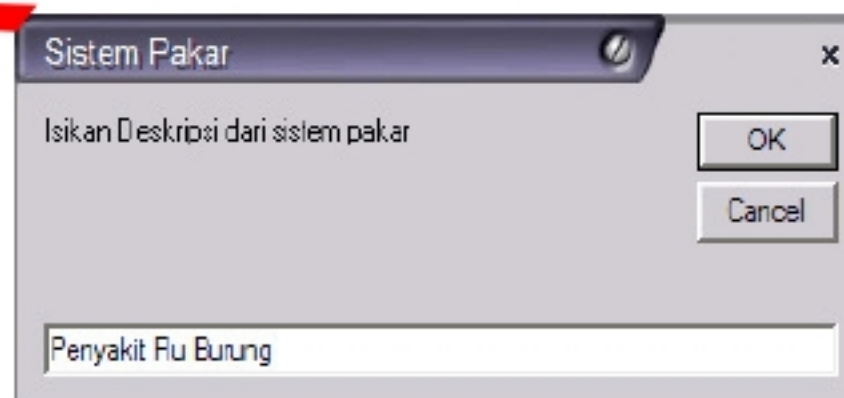 Sistem Pakar
x
Isikan Deskripsi dari sistem pakar
OK
Cancel
Penyakit Flu Burung